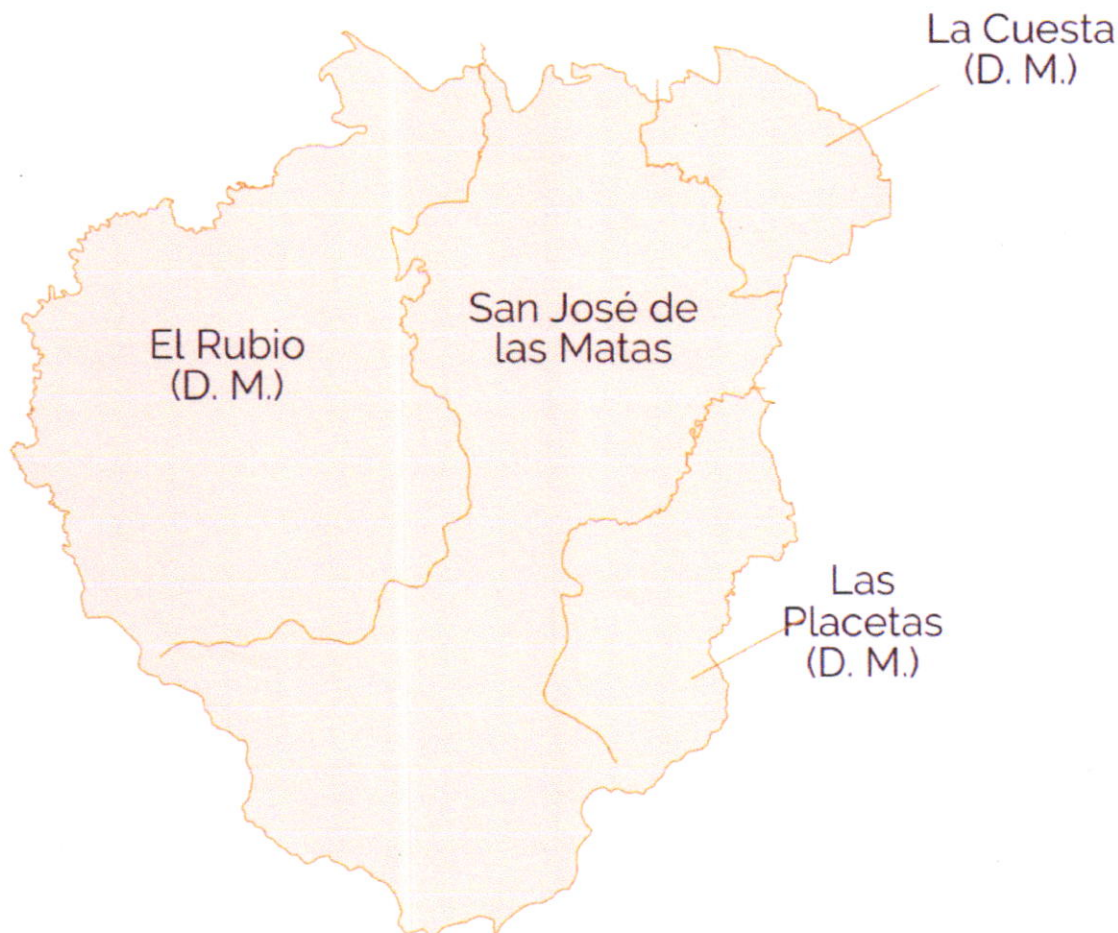 La Cuesta
(D. M.)
San José de
las Matas
El Rubio
(D. M.)
Las
Placetas
(D. M.)